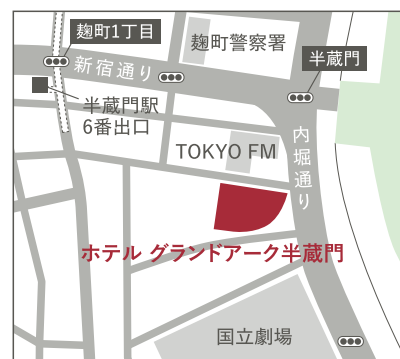 麹町1丁目
麹町警察署
新宿通り
半蔵門
半蔵門駅
6番出口
TOKYO FM
内堀通り
ホテル グランドアーク半蔵門
国立劇場